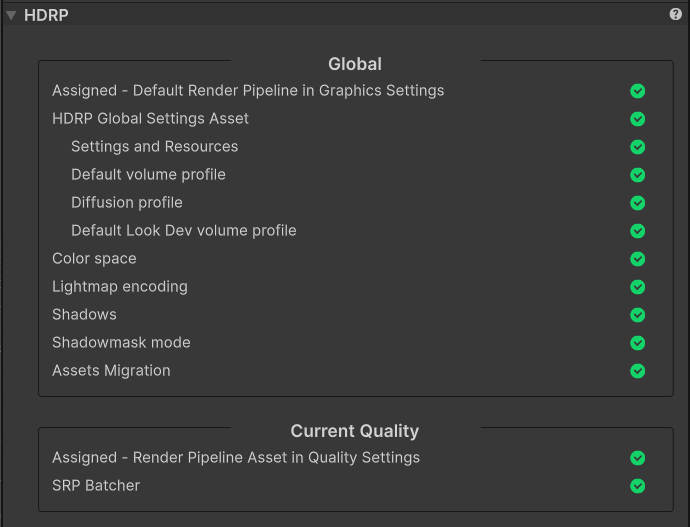 HDRP
Global
Assigned - Default Render Pipeline in Graphics Settings
HDRP Global Settings Asset
Settings and Resources
Default volume profile
Diffusion profile
Default Look Dev volume profile
Color space
Lightmap encoding
Shadows
Shadowmask mode
Assets Migration
Current Quality
Assigned - Render Pipeline Asset in Quality Settings
SRP Batcher